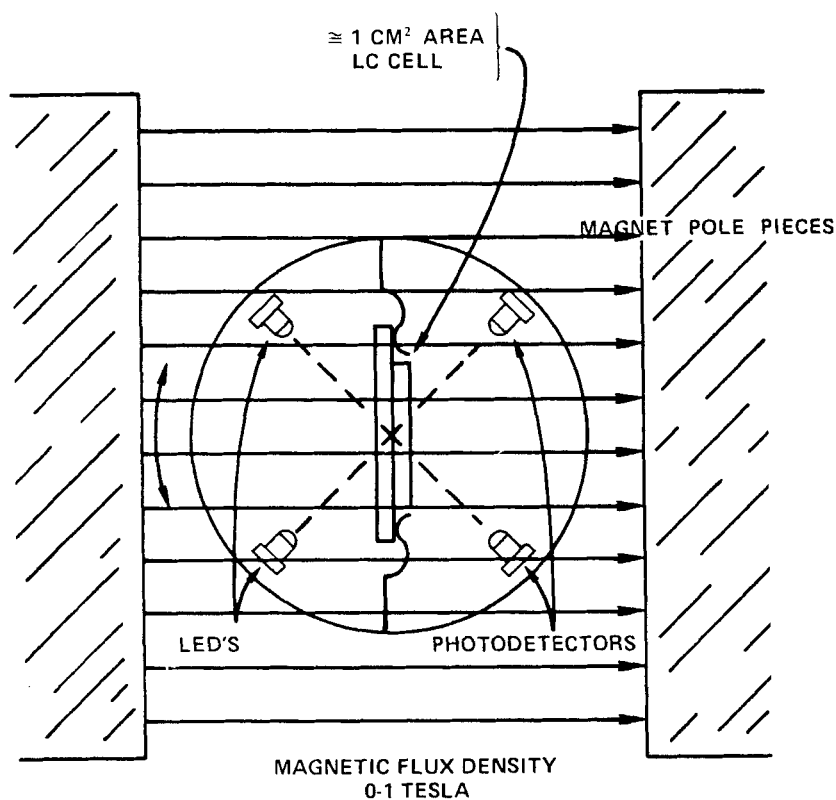 ≅ 1 CM² AREA
LC CELL
MAGNET POLE PIECES
LED'S
PHOTODETECTORS
MAGNETIC FLUX DENSITY
0-1 TESLA